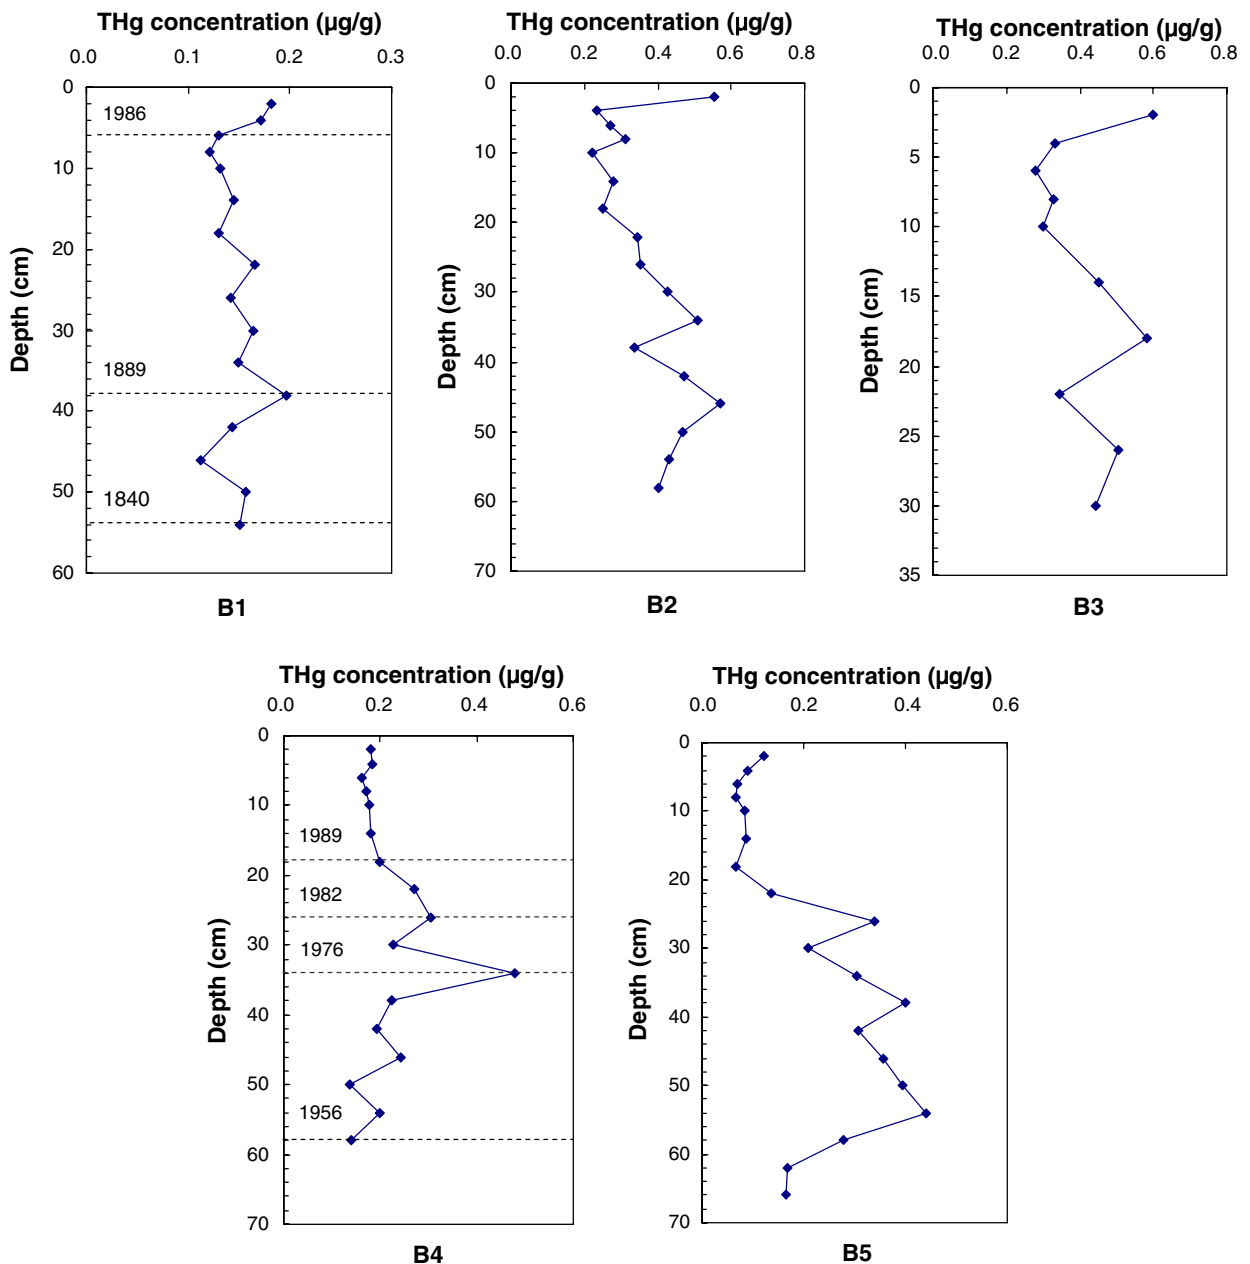 THg concentration (µg/g)
0.0 0.1 0.2 0.3
0
10
20
30
40
50
60
Depth (cm)
1986
1889
1840
B1
THg concentration (µg/g)
0.0 0.2 0.4 0.6 0.8
0
10
20
30
40
50
60
70
Depth (cm)
B2
THg concentration (µg/g)
0.0 0.2 0.4 0.6 0.8
0
5
10
15
20
25
30
35
Depth (cm)
B3
THg concentration (µg/g)
0.0 0.2 0.4 0.6
0
10
20
30
40
50
60
70
Depth (cm)
1989
1982
1976
1956
B4
THg concentration (µg/g)
0.0 0.2 0.4 0.6
0
10
20
30
40
50
60
70
Depth (cm)
B5